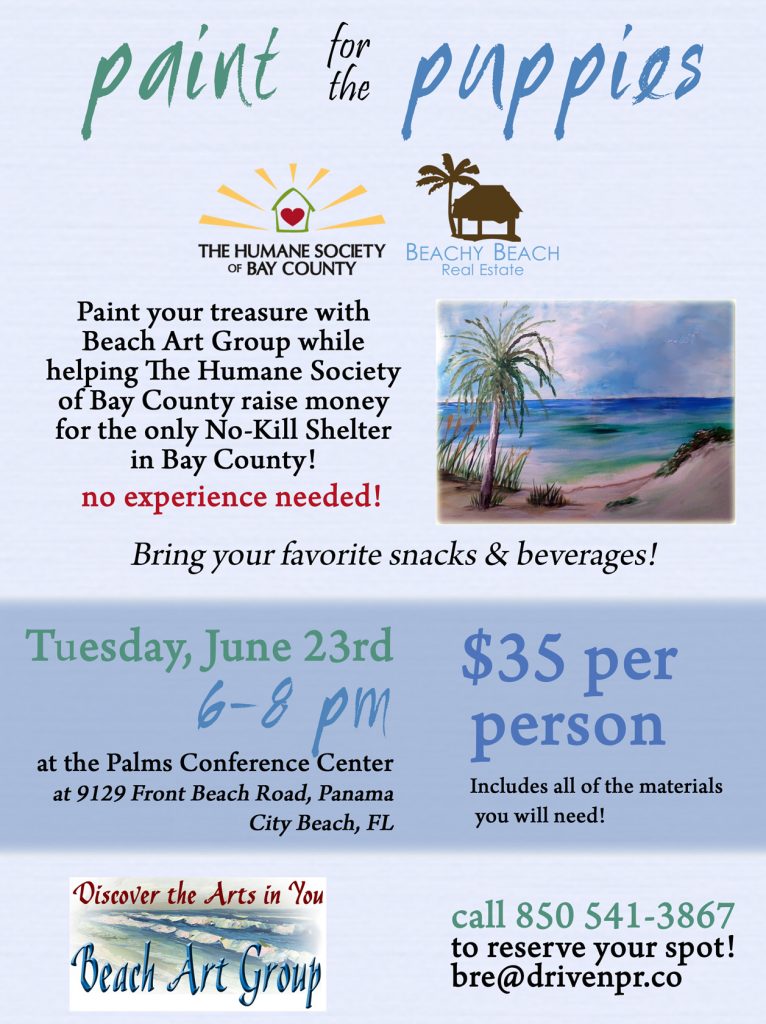 paint for the puppies
THE HUMANE SOCIETY
OF BAY COUNTY
BEACHY BEACH
Real Estate
Paint your treasure with
Beach Art Group while
helping The Humane Society
of Bay County raise money
for the only No-Kill Shelter
in Bay County!
no experience needed!
Bring your favorite snacks & beverages!
Tuesday, June 23rd
6-8 pm
at the Palms Conference Center
at 9129 Front Beach Road, Panama
City Beach, FL
$35 per
person
Includes all of the materials
you will need!
Discover the Arts in You
Beach Art Group
call 850 541-3867
to reserve your spot!
bre@drivenpr.co